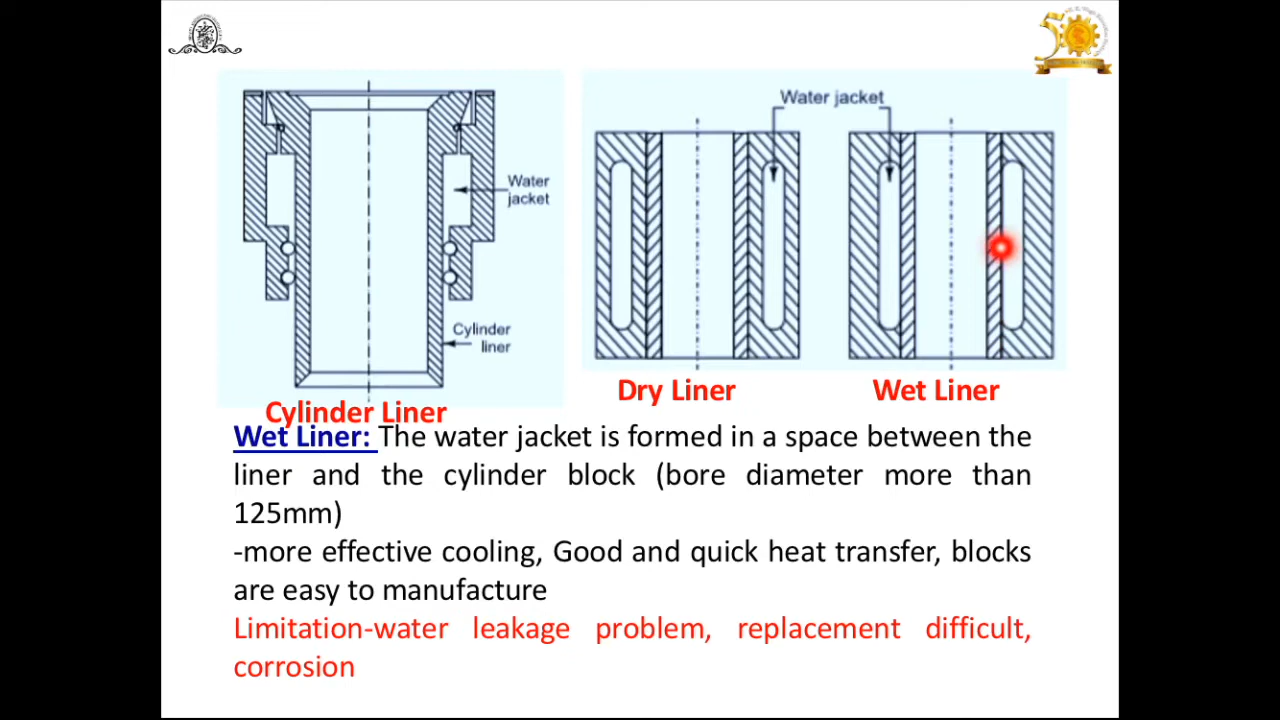 Water
jacket
Cylinder
liner
Water jacket
Cylinder Liner
Dry Liner
Wet Liner
Wet Liner: The water jacket is formed in a space between the
liner and the cylinder block (bore diameter more than
125mm)
-more effective cooling, Good and quick heat transfer, blocks
are easy to manufacture
Limitation-water leakage problem, replacement difficult,
corrosion